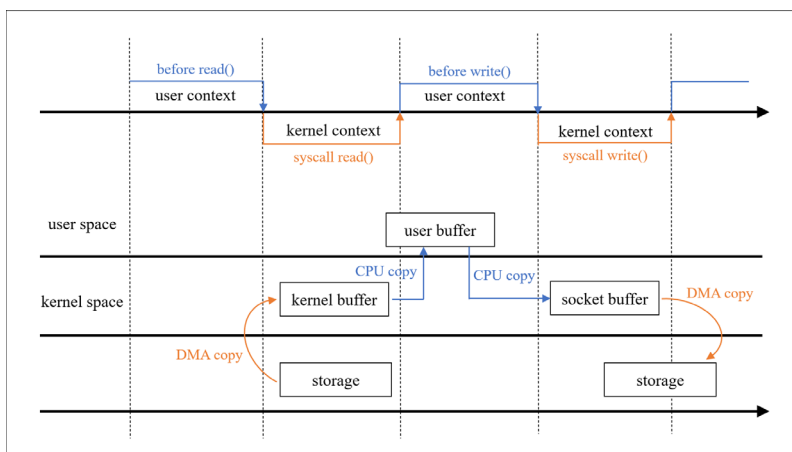 before read()
before write()
user context
user context
kernel context
kernel context
syscall read()
syscall write()
user space
user buffer
CPU copy
CPU copy
kernel space
kernel buffer
socket buffer
DMA copy
DMA copy
storage
storage